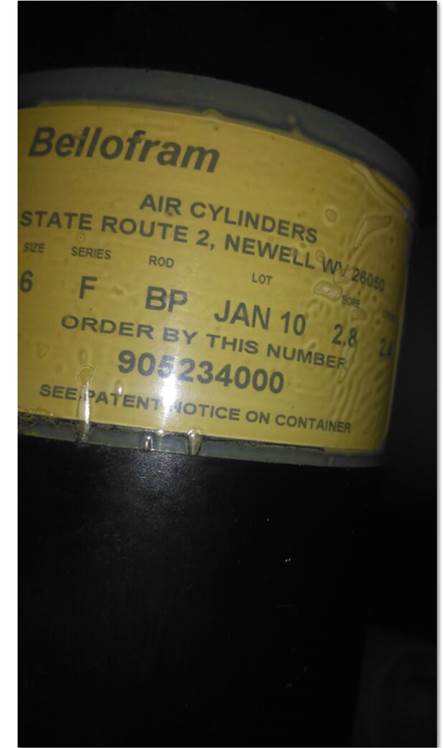 Bellofram
AIR CYLINDERS
STATE ROUTE 2, NEWELL WV 26050
SIZE SERIES ROD LOT BORE
6 F BP JAN 10 2.8 2.4
ORDER BY THIS NUMBER
905234000
SEE PATENT NOTICE ON CONTAINER